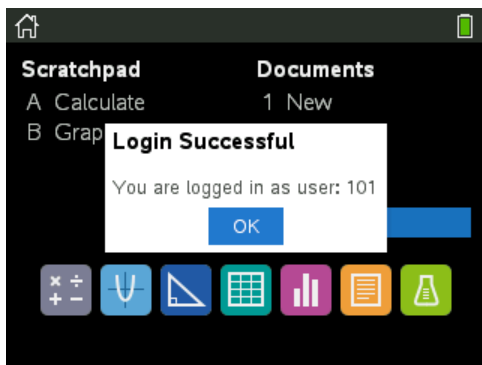 Scratchpad
Documents
A Calculate
1 New
B Grap
Login Successful
You are logged in as user: 101
OK